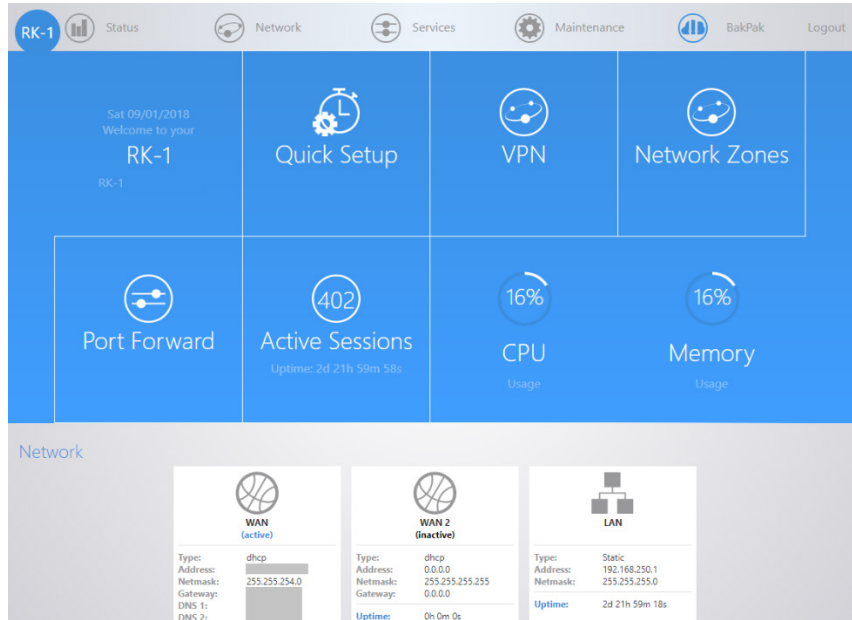 RK-1
Status
Network
Services
Maintenance
BakPak
Logout
Sat 09/01/2018
Welcome to your
RK-1
RK-1
Quick Setup
VPN
Network Zones
Port Forward
402
Active Sessions
Uptime: 2d 21h 59m 58s
16%
CPU
Usage
16%
Memory
Usage
Network
WAN
(active)
Type: dhcp
Address:
Netmask: 255.255.254.0
Gateway:
DNS 1:
DNS 2:
WAN 2
(inactive)
Type: dhcp
Address: 0.0.0.0
Netmask: 255.255.255.255
Gateway: 0.0.0.0
Uptime: 0h 0m 0s
LAN
Type: Static
Address: 192.168.250.1
Netmask: 255.255.255.0
Uptime: 2d 21h 59m 18s